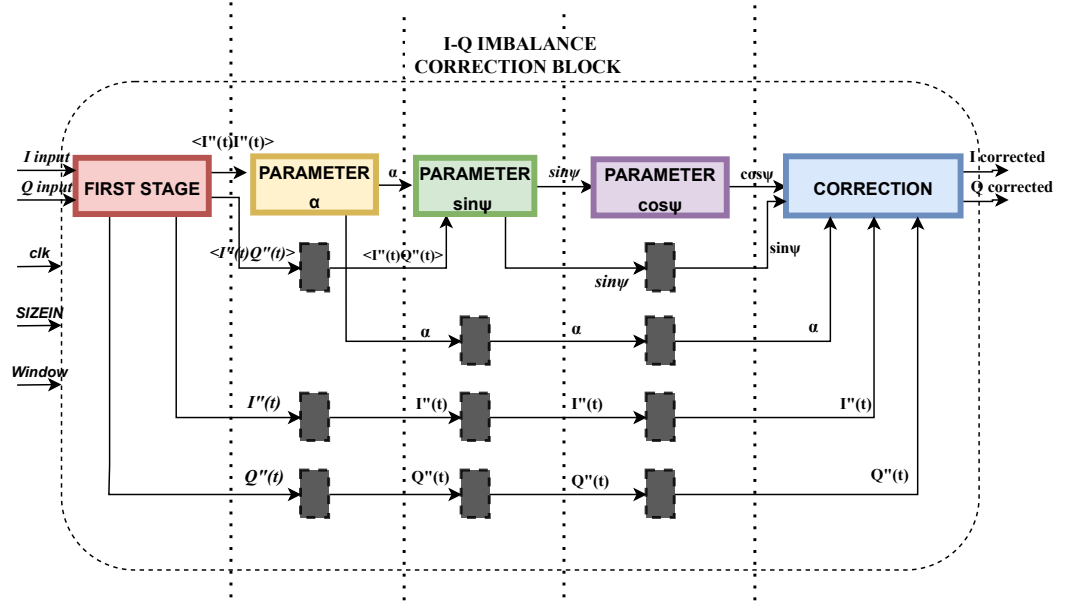 I-Q IMBALANCE
CORRECTION BLOCK
<I"(t)I"(t)>
I input
Q input
FIRST STAGE
PARAMETER
α
α
PARAMETER
sinψ
sinψ
PARAMETER
cosψ
cosψ
CORRECTION
I corrected
Q corrected
clk
<I"(t)Q"(t)>
<I"(t)Q"(t)>
sinψ
sinψ
SIZEIN
α
α
α
Window
I"(t)
I"(t)
I"(t)
I"(t)
Q"(t)
Q"(t)
Q"(t)
Q"(t)